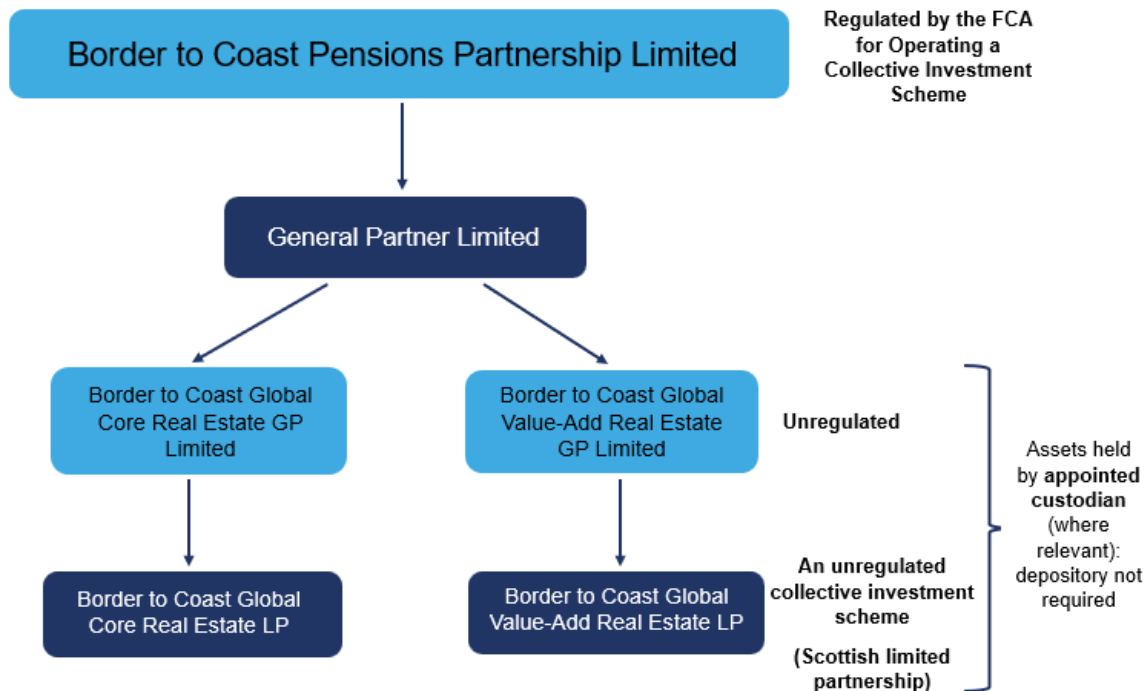 Border to Coast Pensions Partnership Limited
Regulated by the FCA
for Operating a
Collective Investment
Scheme
General Partner Limited
Border to Coast Global
Core Real Estate GP
Limited
Border to Coast Global
Value-Add Real Estate
GP Limited
Unregulated
Assets held
by appointed
custodian
(where
relevant):
depository not
required
Border to Coast Global
Core Real Estate LP
Border to Coast Global
Value-Add Real Estate LP
An unregulated
collective investment
scheme
(Scottish limited
partnership)